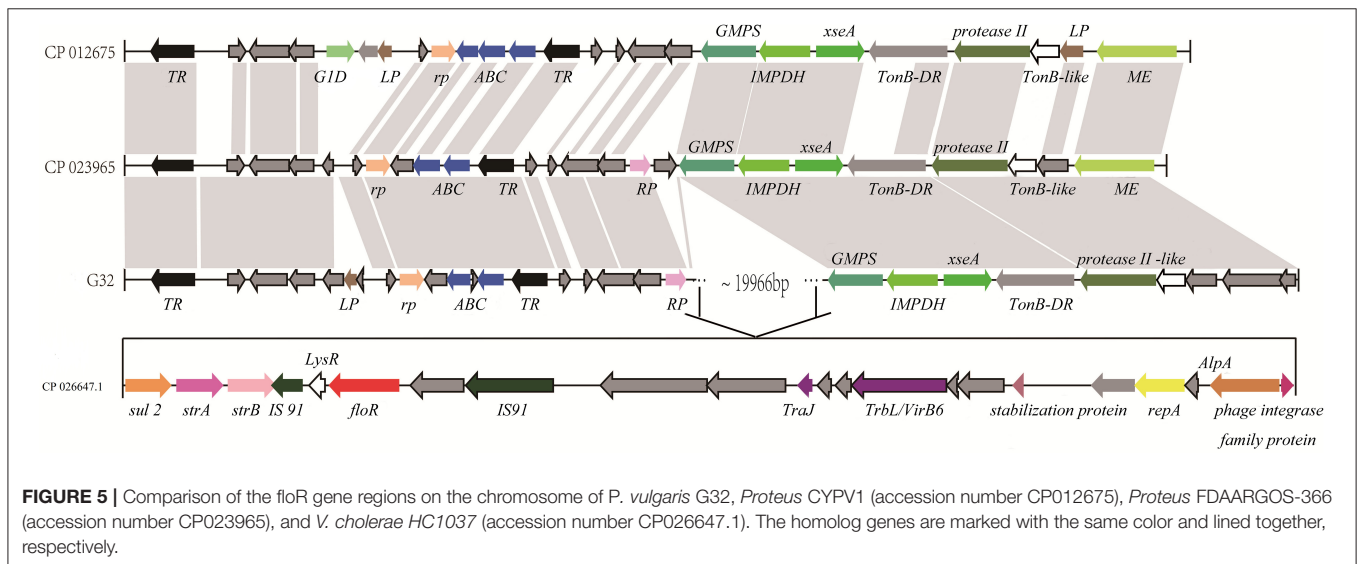 GMPS xseA protease II LP
CP 012675
TR G1D LP rp ABC TR IMPDH TonB-DR TonB-like ME
GMPS xseA protease II
CP 023965
TR rp ABC TR RP IMPDH TonB-DR TonB-like ME
GMPS xseA protease II -like
G32 ~ 19966bp
TR LP rp ABC TR RP IMPDH TonB-DR
LysR AlpA
CP 026647.1
sul 2 strA strB IS 91 floR IS91 TraJ TrbL/VirB6 stabilization protein repA phage integrase
family protein
FIGURE 5 | Comparison of the floR gene regions on the chromosome of P. vulgaris G32, Proteus CYPV1 (accession number CP012675), Proteus FDAARGOS-366
(accession number CP023965), and V. cholerae HC1037 (accession number CP026647.1). The homolog genes are marked with the same color and lined together,
respectively.